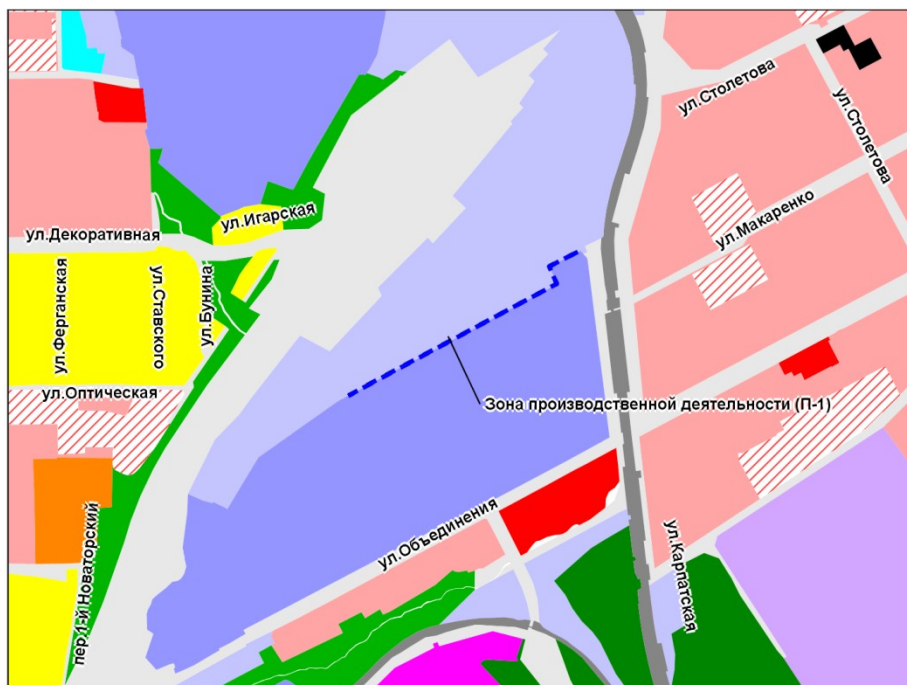 ул.Столетова
ул.Столетова
ул.Макаренко
ул.Игарская
ул.Декоративная
ул.Ферганская
ул.Ставского
ул.Бунина
ул.Оптическая
Зона производственной деятельности (П-1)
ул.Объединения
пер 1-й Новаторский
ул.Карпатская